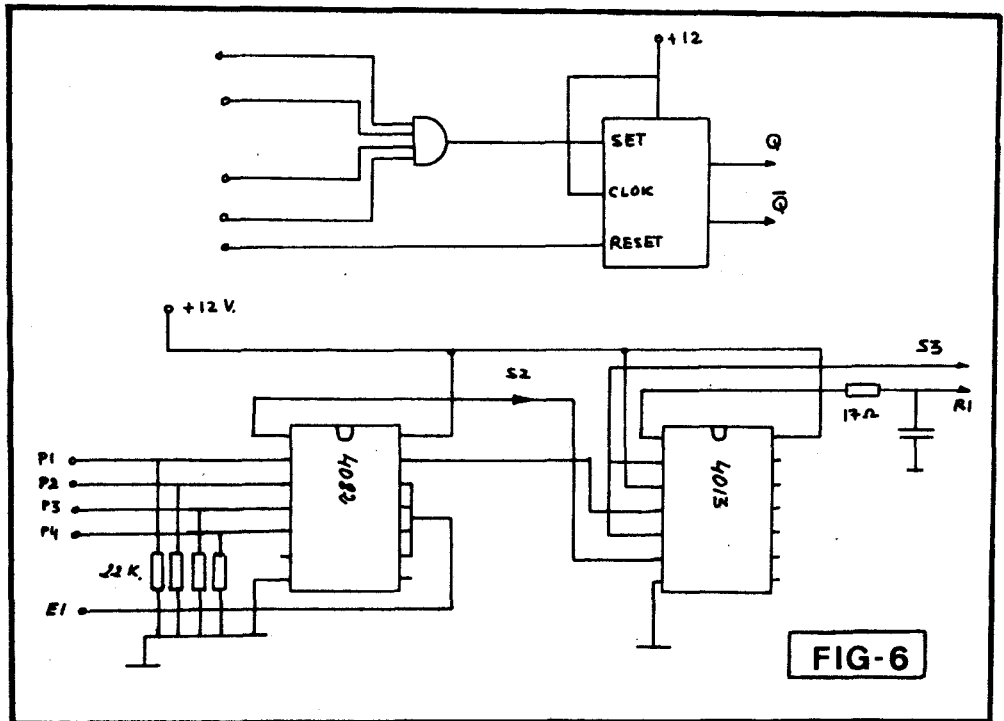 +12
SET
Q
CLOK
Q̅
RESET
+12 V.
S3
S2
R1
17Ω
4082
4013
P1
P2
P3
P4
22 K.
E1
FIG-6